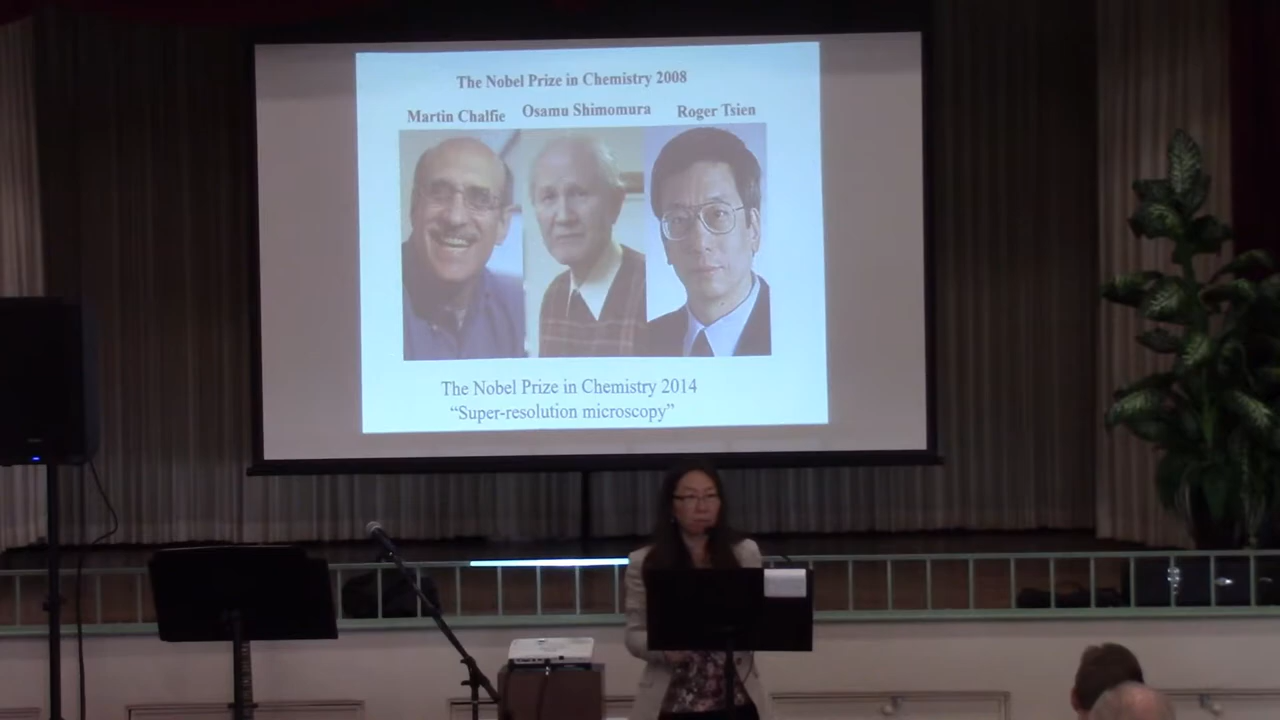 The Nobel Prize in Chemistry 2008
Martin Chalfie Osamu Shimomura Roger Tsien
The Nobel Prize in Chemistry 2014
“Super-resolution microscopy”